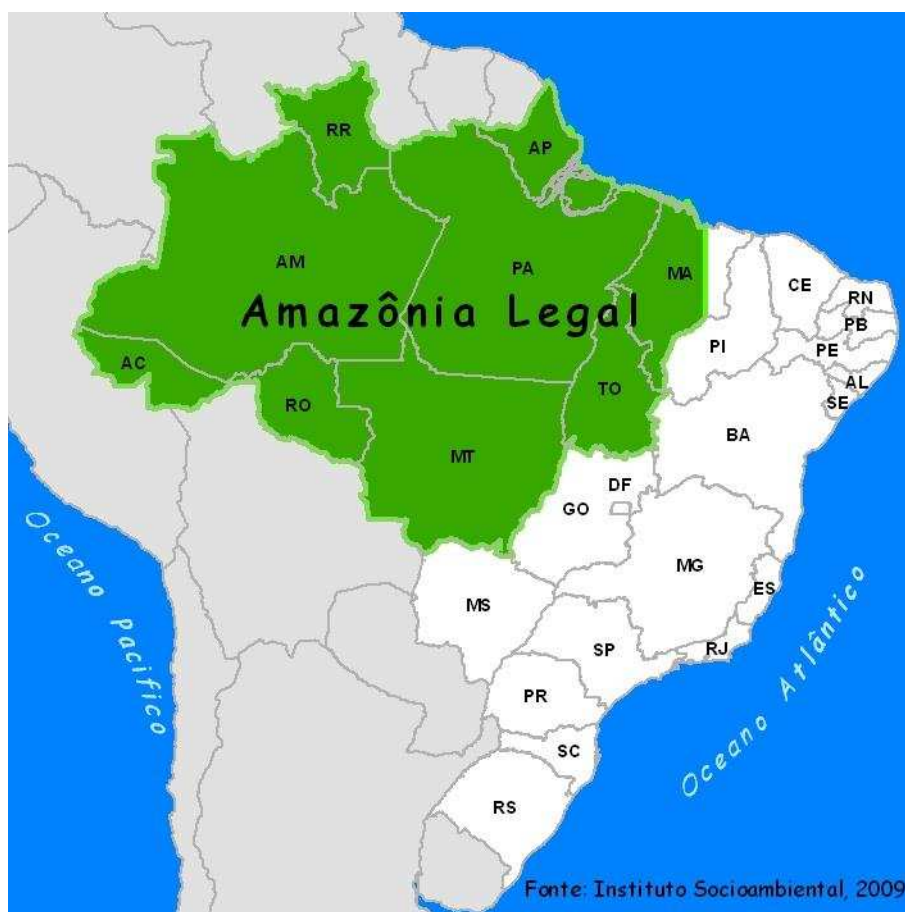 RR
AP
AM
PA
MA
CE
RN
Amazônia Legal
PB
PI
PE
AC
AL
TO
SE
RO
BA
MT
DF
GO
Oceano Pacifico
MG
ES
MS
Oceano Atlântico
SP
RJ
PR
SC
RS
Fonte: Instituto Socioambiental, 2009